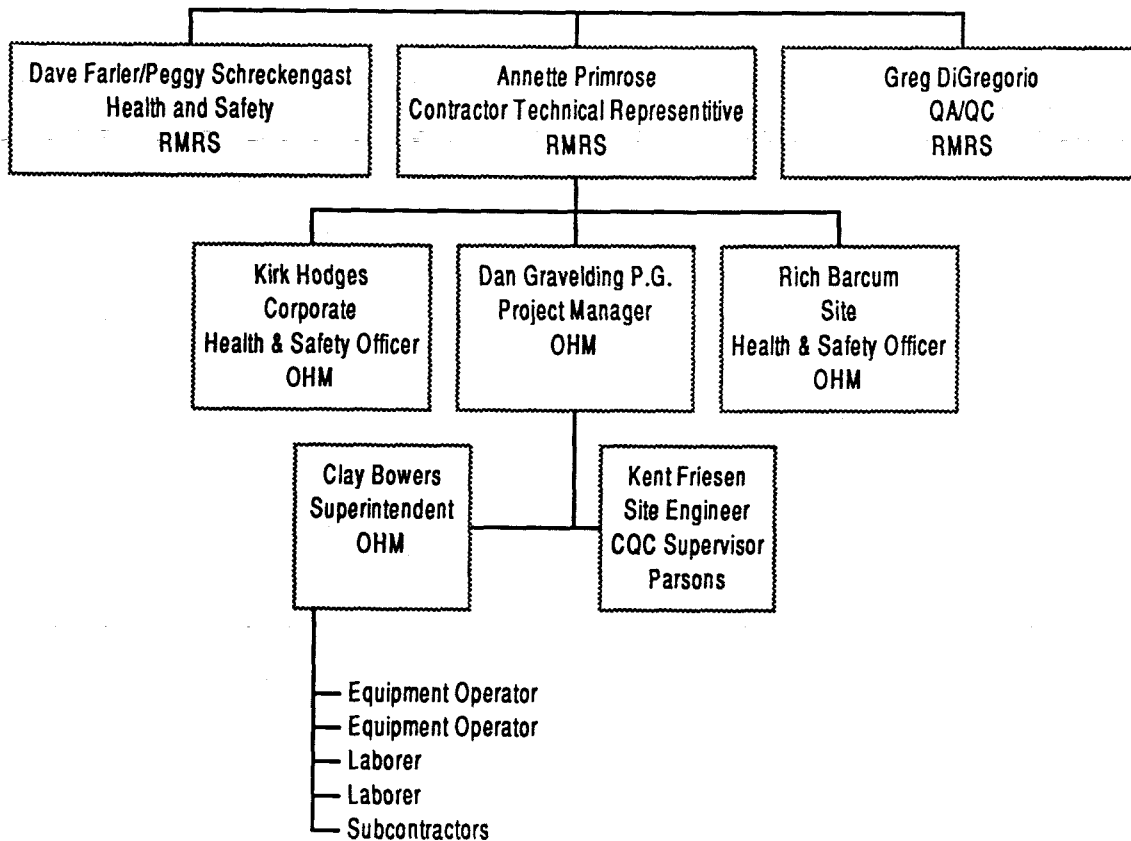 Dave Farler/Peggy Schreckengast
Health and Safety
RMRS
Annette Primrose
Contractor Technical Representitive
RMRS
Greg DiGregorio
QA/QC
RMRS
Kirk Hodges
Corporate
Health & Safety Officer
OHM
Dan Gravelding P.G.
Project Manager
OHM
Rich Barcum
Site
Health & Safety Officer
OHM
Clay Bowers
Superintendent
OHM
Kent Friesen
Site Engineer
CQC Supervisor
Parsons
Equipment Operator
Equipment Operator
Laborer
Laborer
Subcontractors